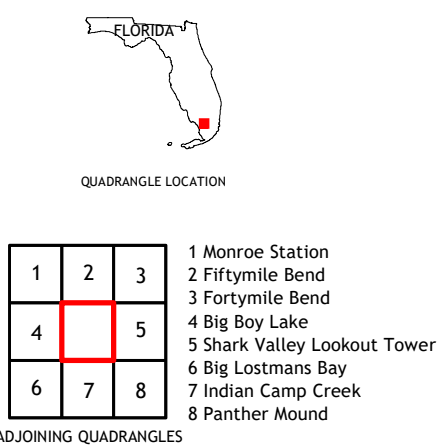 FLORIDA
QUADRANGLE LOCATION
1 2 3
4 5
6 7 8
1 Monroe Station
2 Fiftymile Bend
3 Fortymile Bend
4 Big Boy Lake
5 Shark Valley Lookout Tower
6 Big Lostmans Bay
7 Indian Camp Creek
8 Panther Mound
ADJOINING QUADRANGLES